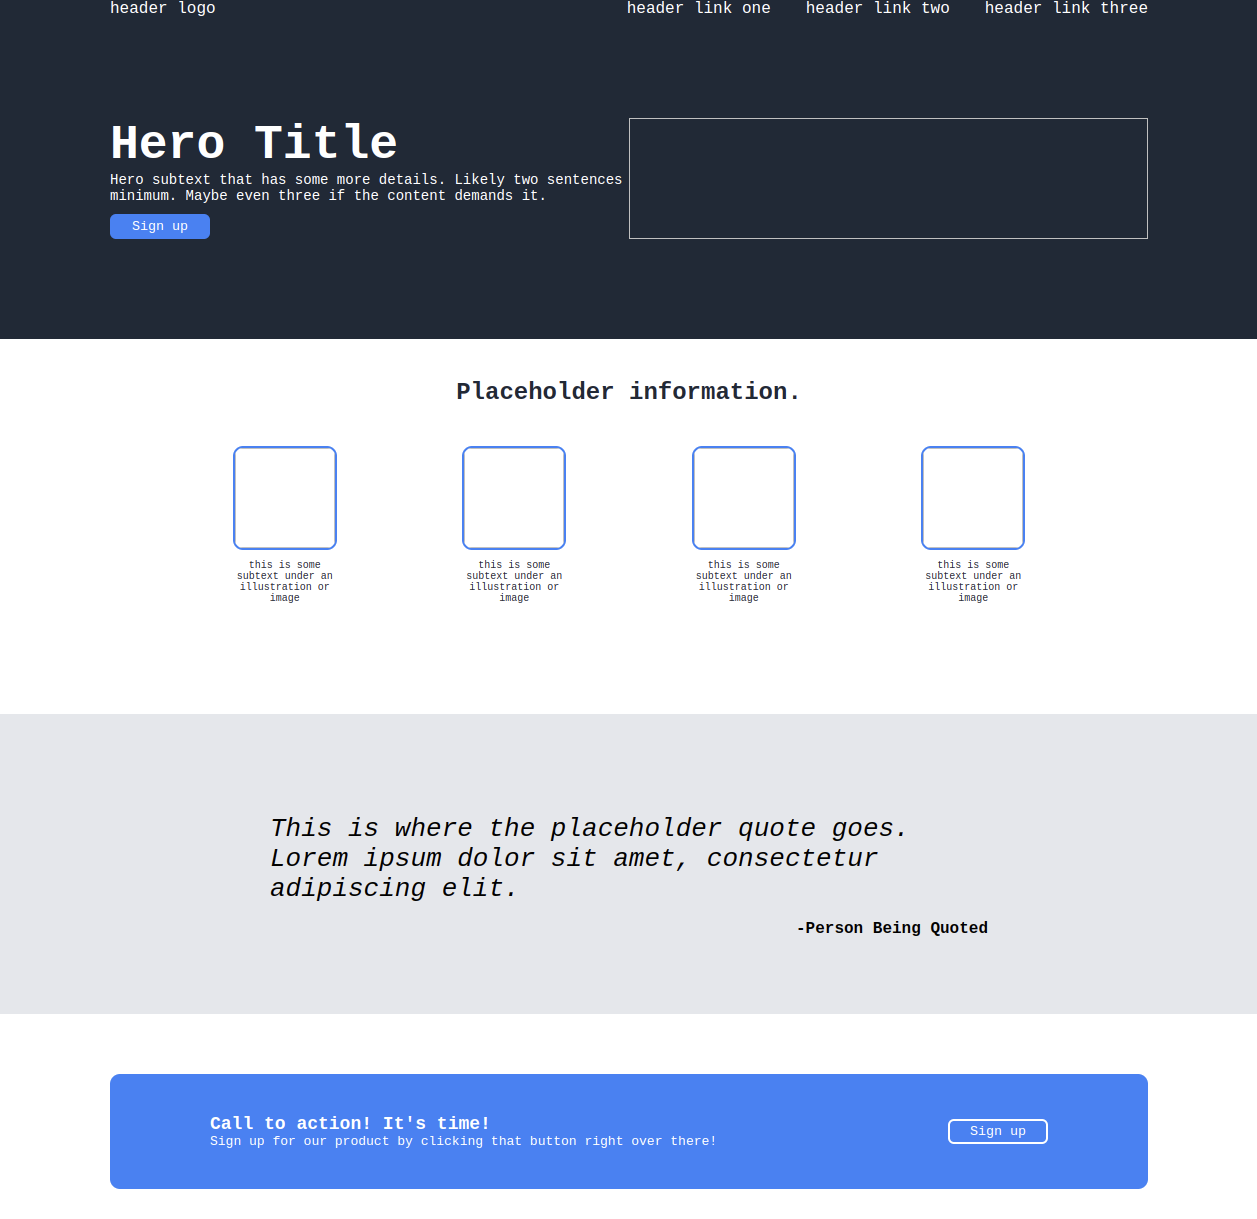 header logo
header link one
header link two
header link three
Hero Title
Hero subtext that has some more details. Likely two sentences
minimum. Maybe even three if the content demands it.
Sign up
Placeholder information.
this is some
subtext under an
illustration or
image
this is some
subtext under an
illustration or
image
this is some
subtext under an
illustration or
image
this is some
subtext under an
illustration or
image
This is where the placeholder quote goes.
Lorem ipsum dolor sit amet, consectetur
adipiscing elit.
-Person Being Quoted
Call to action! It's time!
Sign up for our product by clicking that button right over there!
Sign up